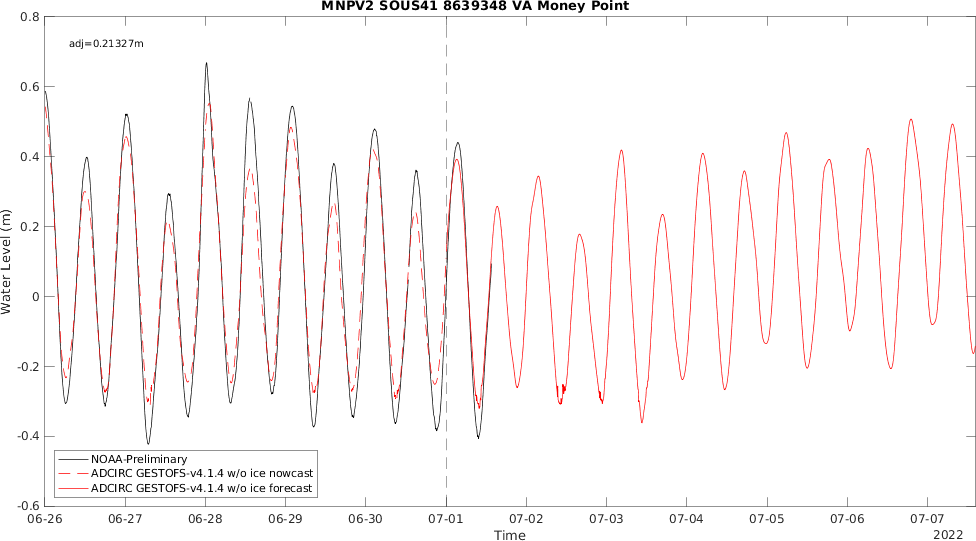 MNPV2 SOUS41 8639348 VA Money Point
adj=0.21327m
0.8
0.6
0.4
0.2
0
-0.2
-0.4
-0.6
Water Level (m)
NOAA-Preliminary
ADCIRC GESTOFS-v4.1.4 w/o ice nowcast
ADCIRC GESTOFS-v4.1.4 w/o ice forecast
06-26 06-27 06-28 06-29 06-30 07-01 07-02 07-03 07-04 07-05 07-06 07-07
Time
2022